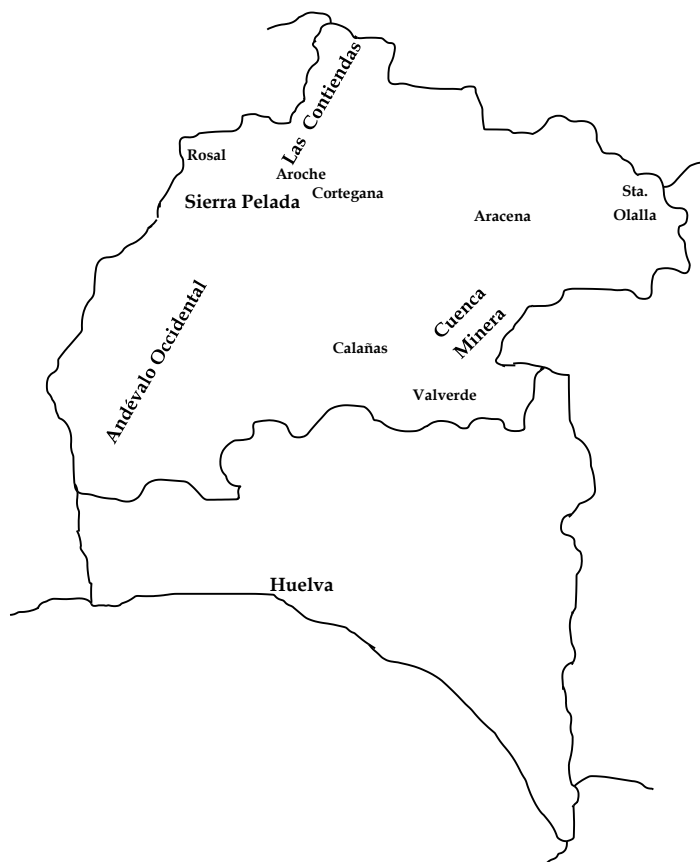 Las Contiendas
Rosal
Aroche
Cortegana
Sierra Pelada
Sta.
Olalla
Aracena
Andévalo Occidental
Cuenca
Minera
Calañas
Valverde
Huelva